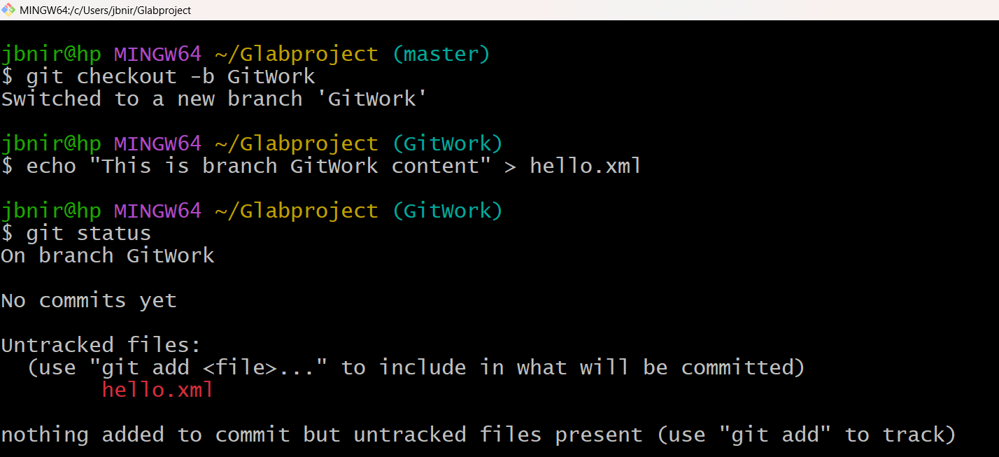 MINGW64:/c/Users/jbnir/Glabproject
jbnir@hp MINGW64 ~/Glabproject (master)
$ git checkout -b GitWork
Switched to a new branch 'GitWork'
jbnir@hp MINGW64 ~/Glabproject (GitWork)
$ echo "This is branch GitWork content" > hello.xml
jbnir@hp MINGW64 ~/Glabproject (GitWork)
$ git status
On branch GitWork
No commits yet
Untracked files:
  (use "git add <file>..." to include in what will be committed)
        hello.xml
nothing added to commit but untracked files present (use "git add" to track)